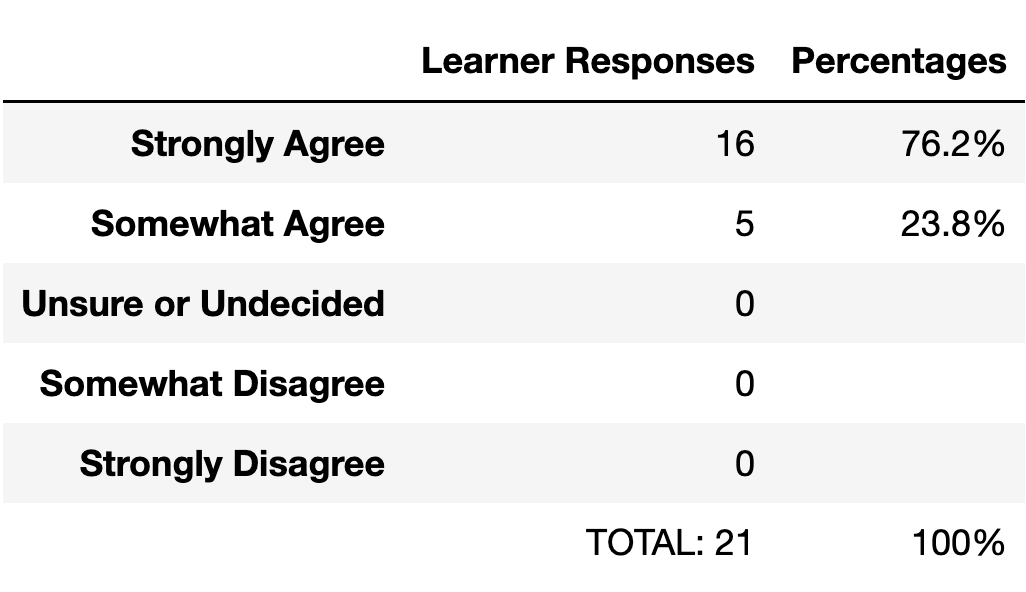 Learner Responses Percentages
Strongly Agree 16 76.2%
Somewhat Agree 5 23.8%
Unsure or Undecided 0
Somewhat Disagree 0
Strongly Disagree 0
TOTAL: 21 100%